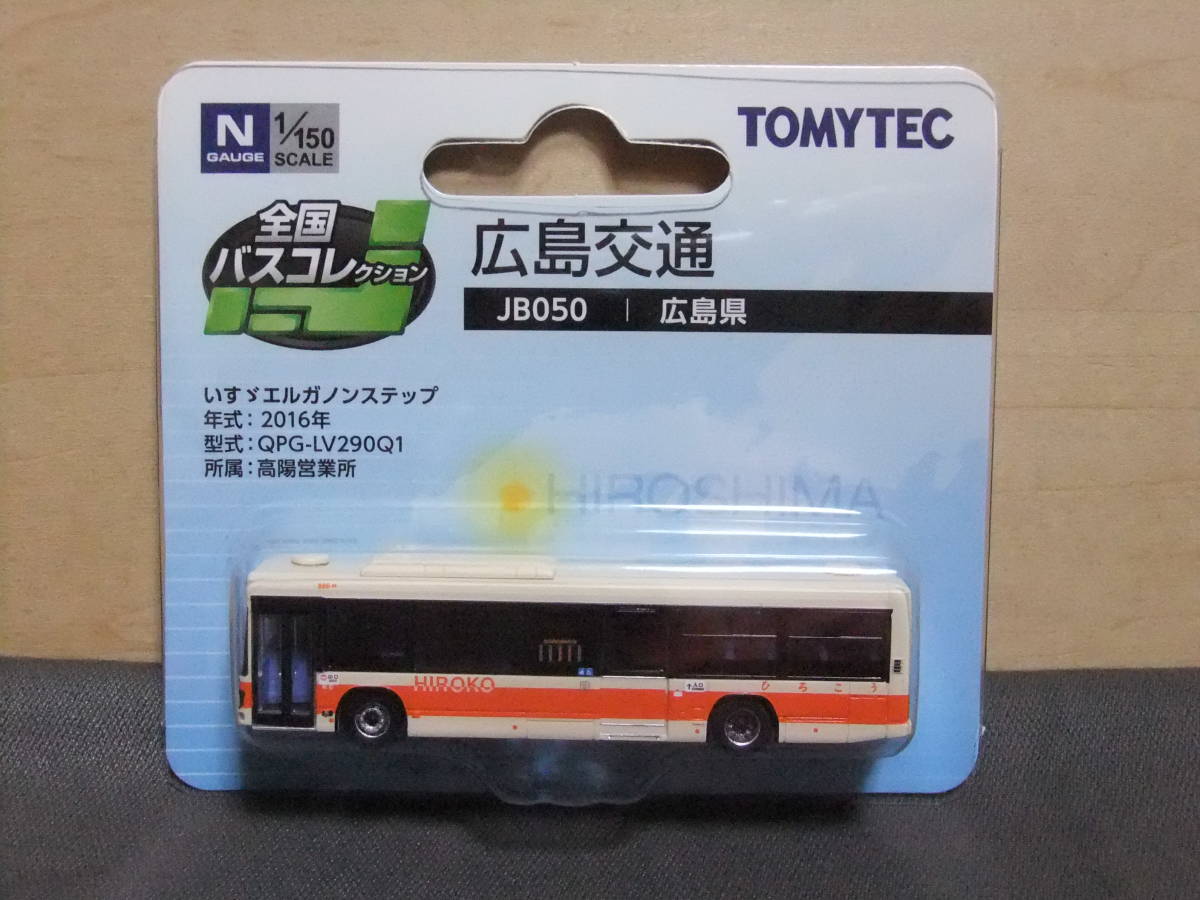 N GAUGE
1/150 SCALE
TOMYTEC
全国
バスコレクション
広島交通
JB050 | 広島県
いすゞエルガノンステップ
年式：2016年
型式：QPG-LV290Q1
所属：高陽営業所
HIROSHIMA
HIROKO
入口
ひろこう